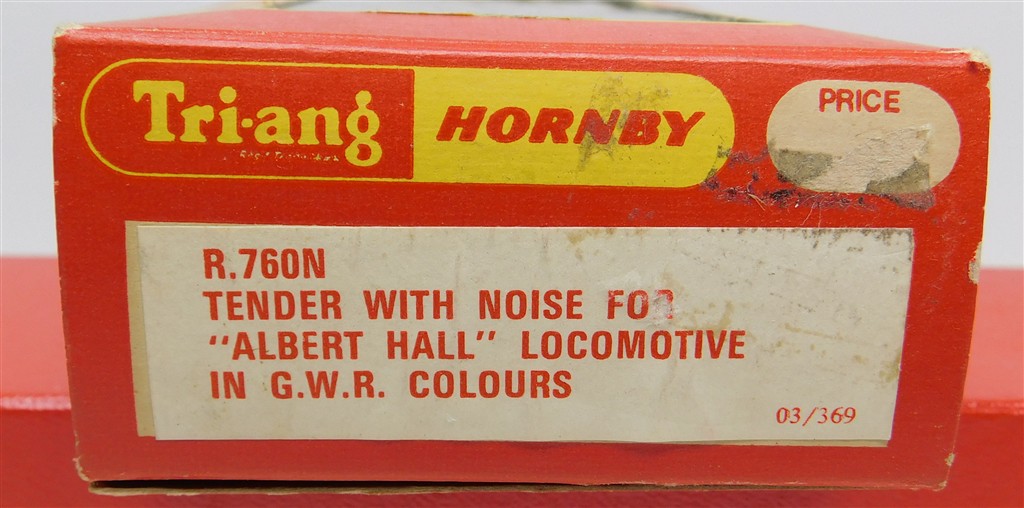 Tri-ang HORNBY
PRICE
R.760N
TENDER WITH NOISE FOR
"ALBERT HALL" LOCOMOTIVE
IN G.W.R. COLOURS
03/369